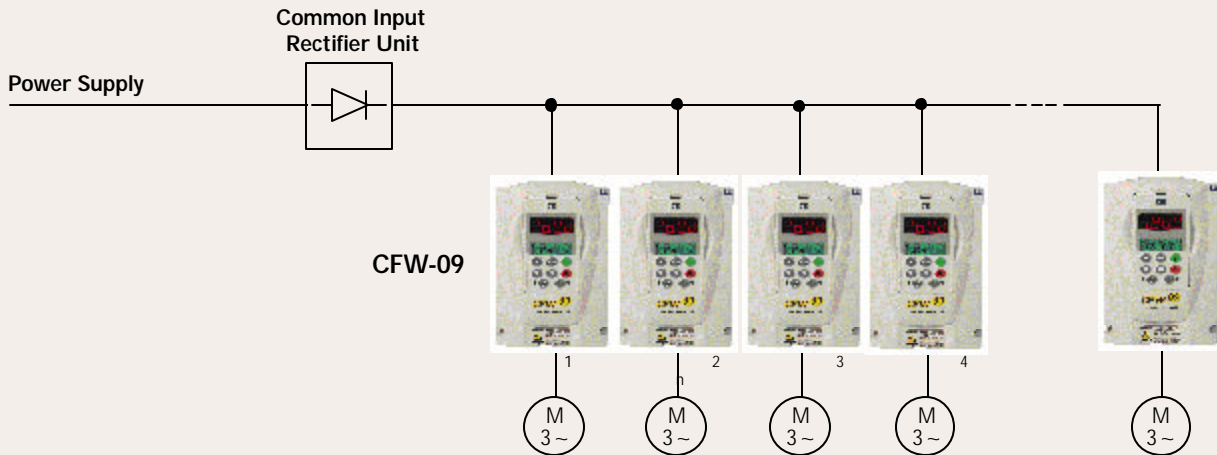 Common Input
Rectifier Unit
Power Supply
CFW-09
1
2
3
4
n
M
3 ~
M
3 ~
M
3 ~
M
3 ~
M
3 ~